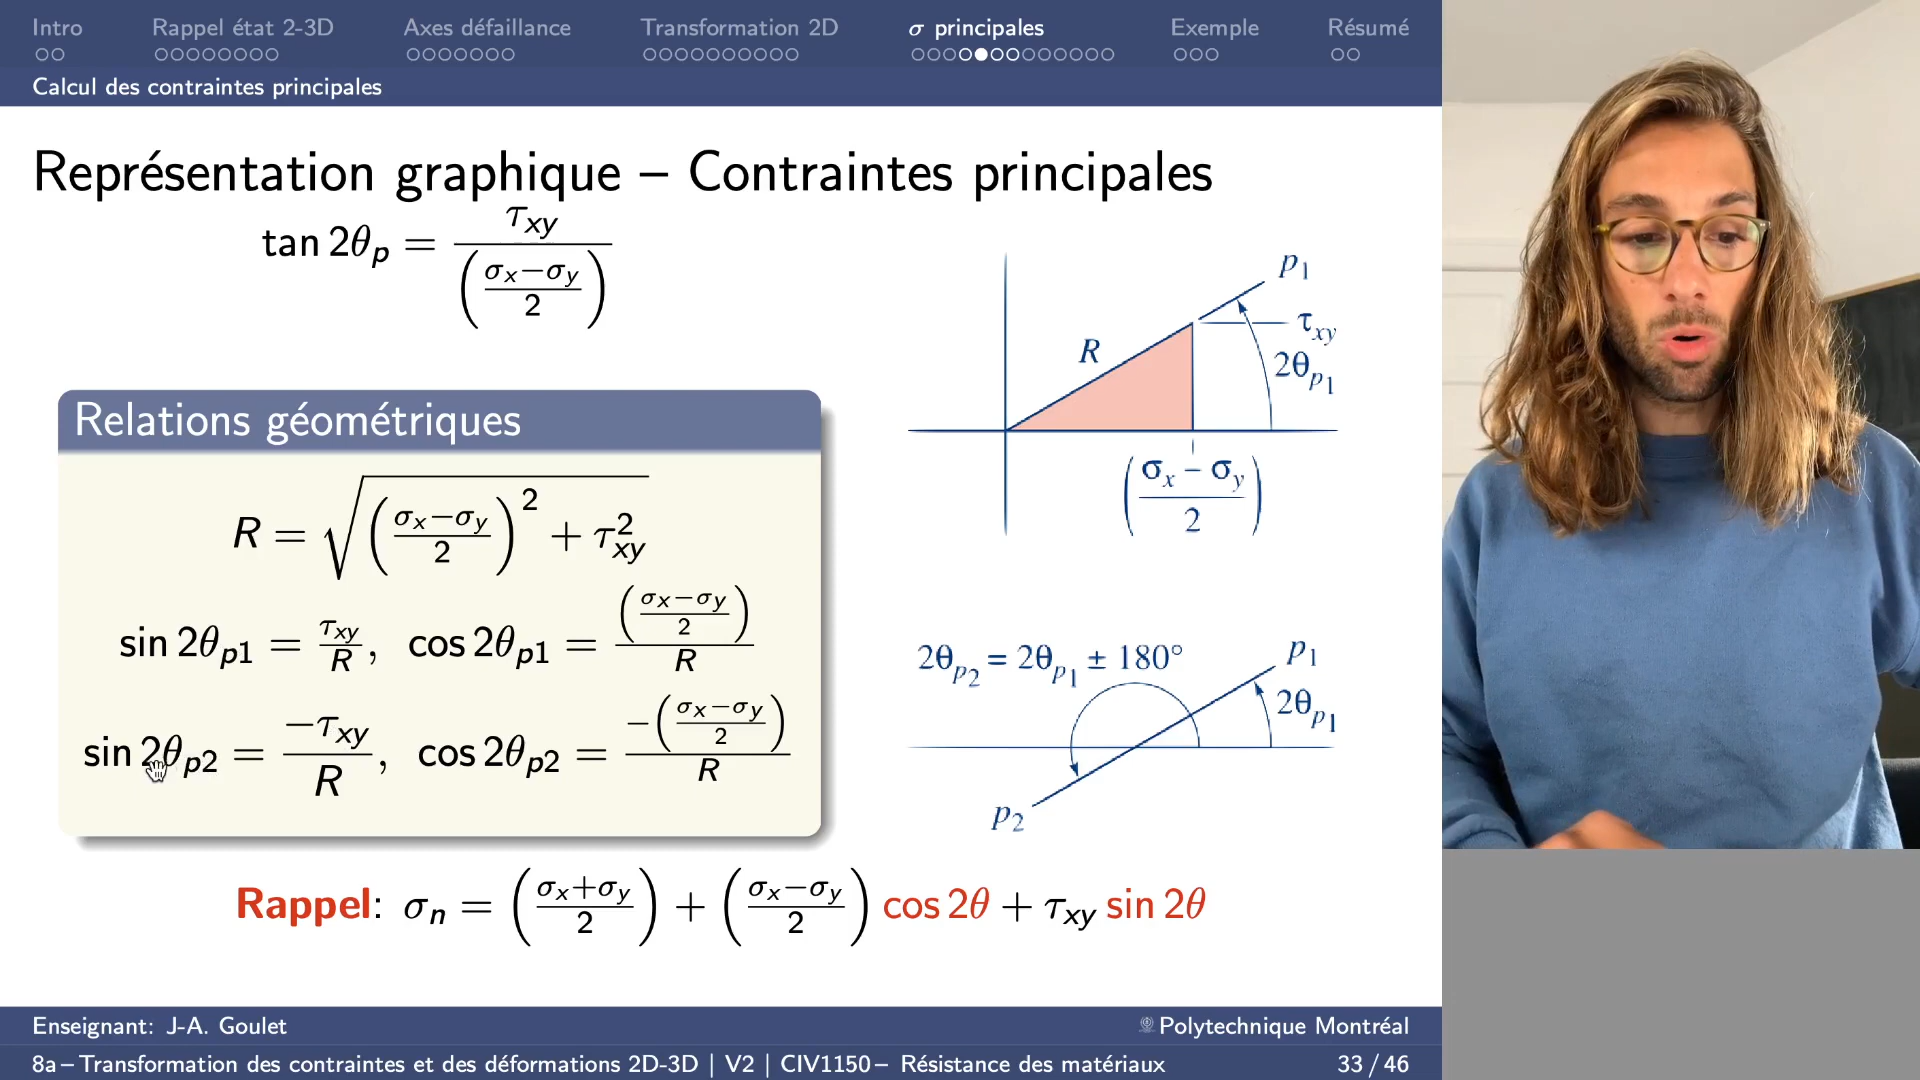 Intro Rappel état 2-3D Axes défaillance Transformation 2D σ principales Exemple Résumé
Calcul des contraintes principales
Représentation graphique – Contraintes principales
tan 2θp = τxy / ((σx−σy)/2)
p1
τxy
R
2θp1
((σx − σy)/2)
Relations géométriques
R = √(((σx−σy)/2)² + τxy²)
sin 2θp1 = τxy/R, cos 2θp1 = ((σx−σy)/2)/R
sin 2θp2 = −τxy/R, cos 2θp2 = −((σx−σy)/2)/R
2θp2 = 2θp1 ± 180°
p1
2θp1
p2
Rappel: σn = ((σx+σy)/2) + ((σx−σy)/2) cos 2θ + τxy sin 2θ
Enseignant: J-A. Goulet Polytechnique Montréal
8a – Transformation des contraintes et des déformations 2D-3D | V2 | CIV1150 – Résistance des matériaux 33 / 46